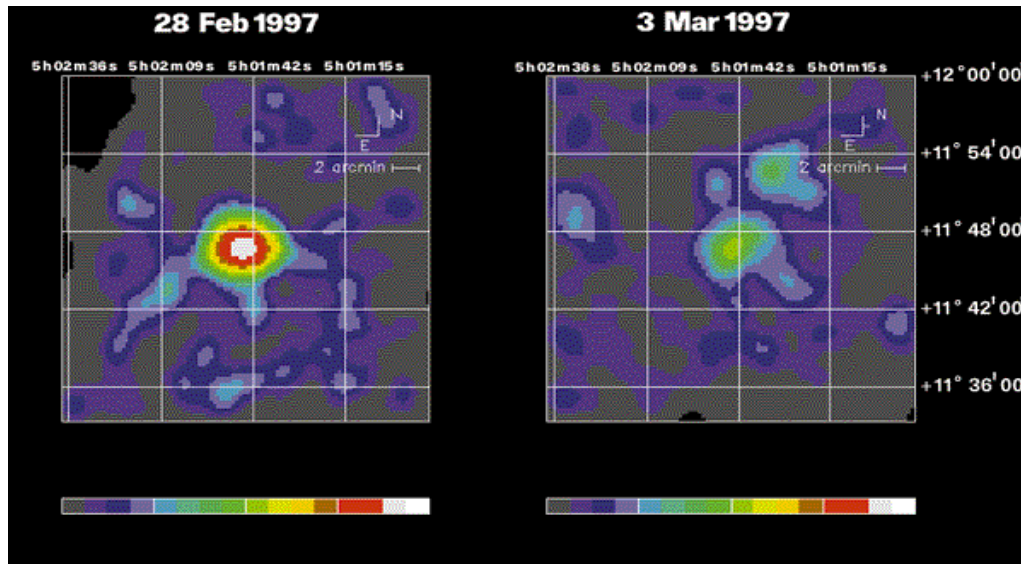 28 Feb 1997
3 Mar 1997
5h02m36s 5h02m09s 5h01m42s 5h01m15s
5h02m36s 5h02m09s 5h01m42s 5h01m15s
+12° 00' 00
N
E
2 arcmin
N
E
2 arcmin
+11° 54' 00
+11° 48' 00
+11° 42' 00
+11° 36' 00